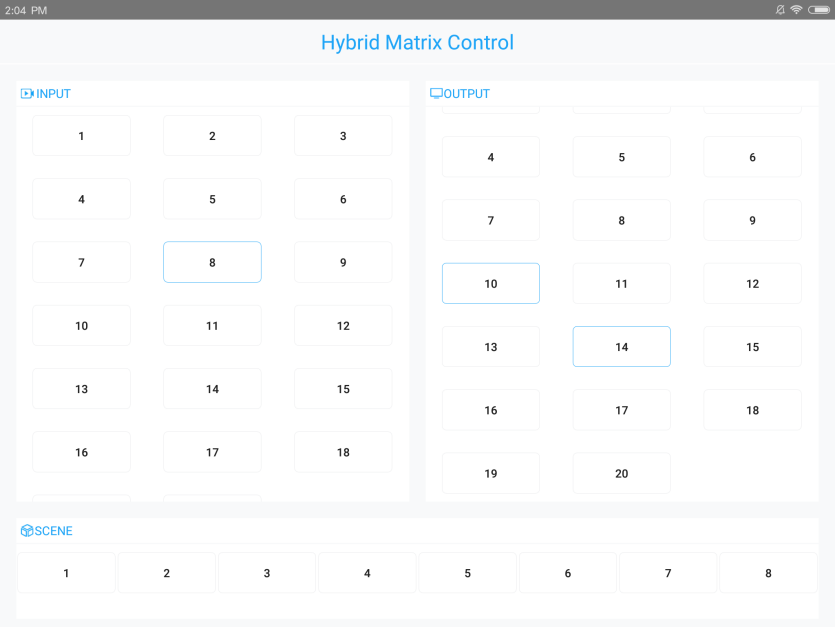 2:04 PM
Hybrid Matrix Control
INPUT
1 2 3
4 5 6
7 8 9
10 11 12
13 14 15
16 17 18
OUTPUT
4 5 6
7 8 9
10 11 12
13 14 15
16 17 18
19 20
SCENE
1 2 3 4 5 6 7 8